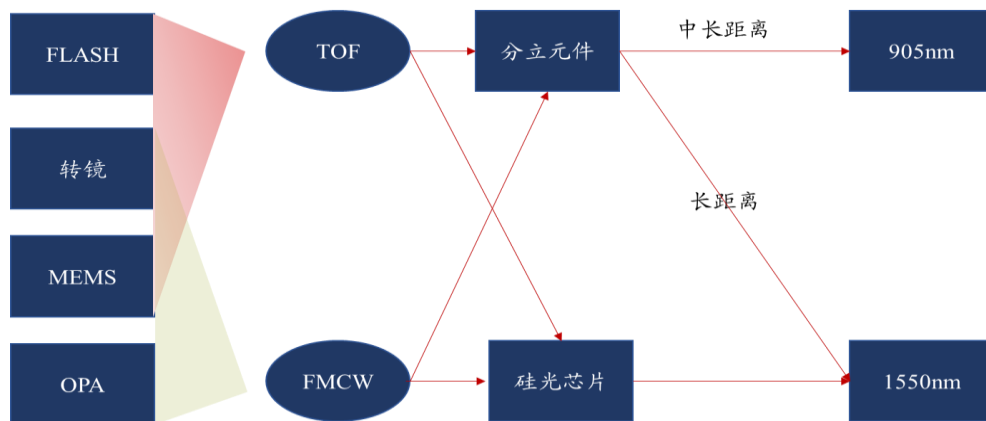 FLASH
转镜
MEMS
OPA
TOF
FMCW
分立元件
硅光芯片
中长距离
长距离
905nm
1550nm